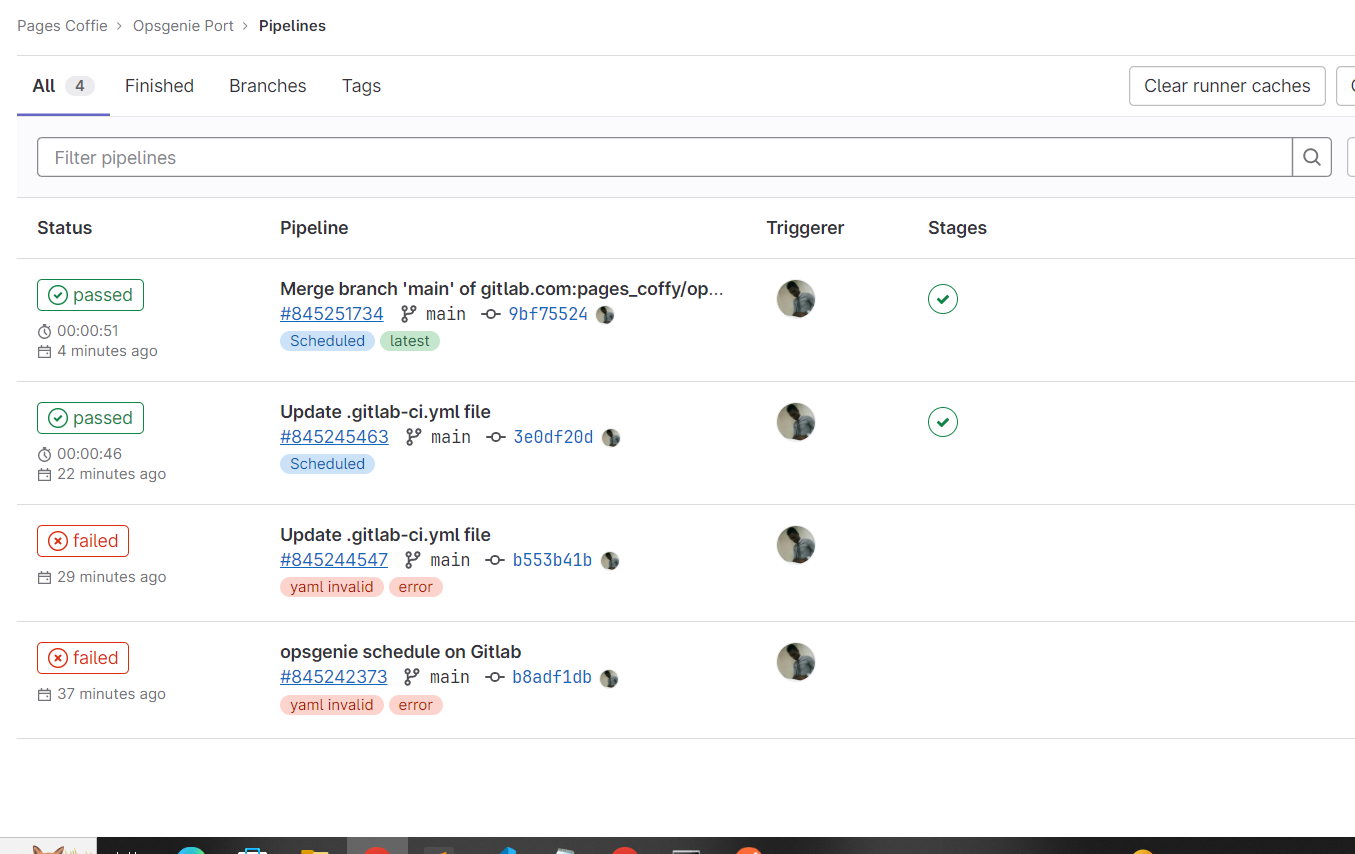 Pages Coffie › Opsgenie Port › Pipelines
All 4 Finished Branches Tags Clear runner caches
Filter pipelines
Status Pipeline Triggerer Stages
passed
00:00:51
4 minutes ago
Merge branch 'main' of gitlab.com:pages_coffy/op...
#845251734 main 9bf75524
Scheduled latest
passed
00:00:46
22 minutes ago
Update .gitlab-ci.yml file
#845245463 main 3e0df20d
Scheduled
failed
29 minutes ago
Update .gitlab-ci.yml file
#845244547 main b553b41b
yaml invalid error
failed
37 minutes ago
opsgenie schedule on Gitlab
#845242373 main b8adf1db
yaml invalid error